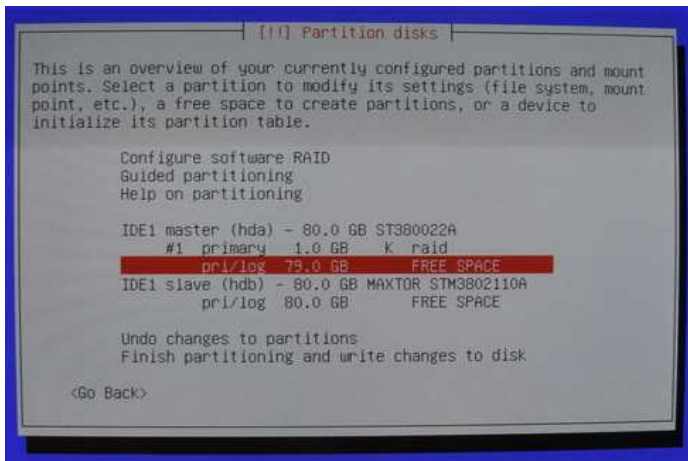 [!!] Partition disks
This is an overview of your currently configured partitions and mount
points. Select a partition to modify its settings (file system, mount
point, etc.), a free space to create partitions, or a device to
initialize its partition table.
Configure software RAID
Guided partitioning
Help on partitioning
IDE1 master (hda) - 80.0 GB ST380022A
#1 primary 1.0 GB K raid
pri/log 79.0 GB FREE SPACE
IDE1 slave (hdb) - 80.0 GB MAXTOR STM3802110A
pri/log 80.0 GB FREE SPACE
Undo changes to partitions
Finish partitioning and write changes to disk
<Go Back>